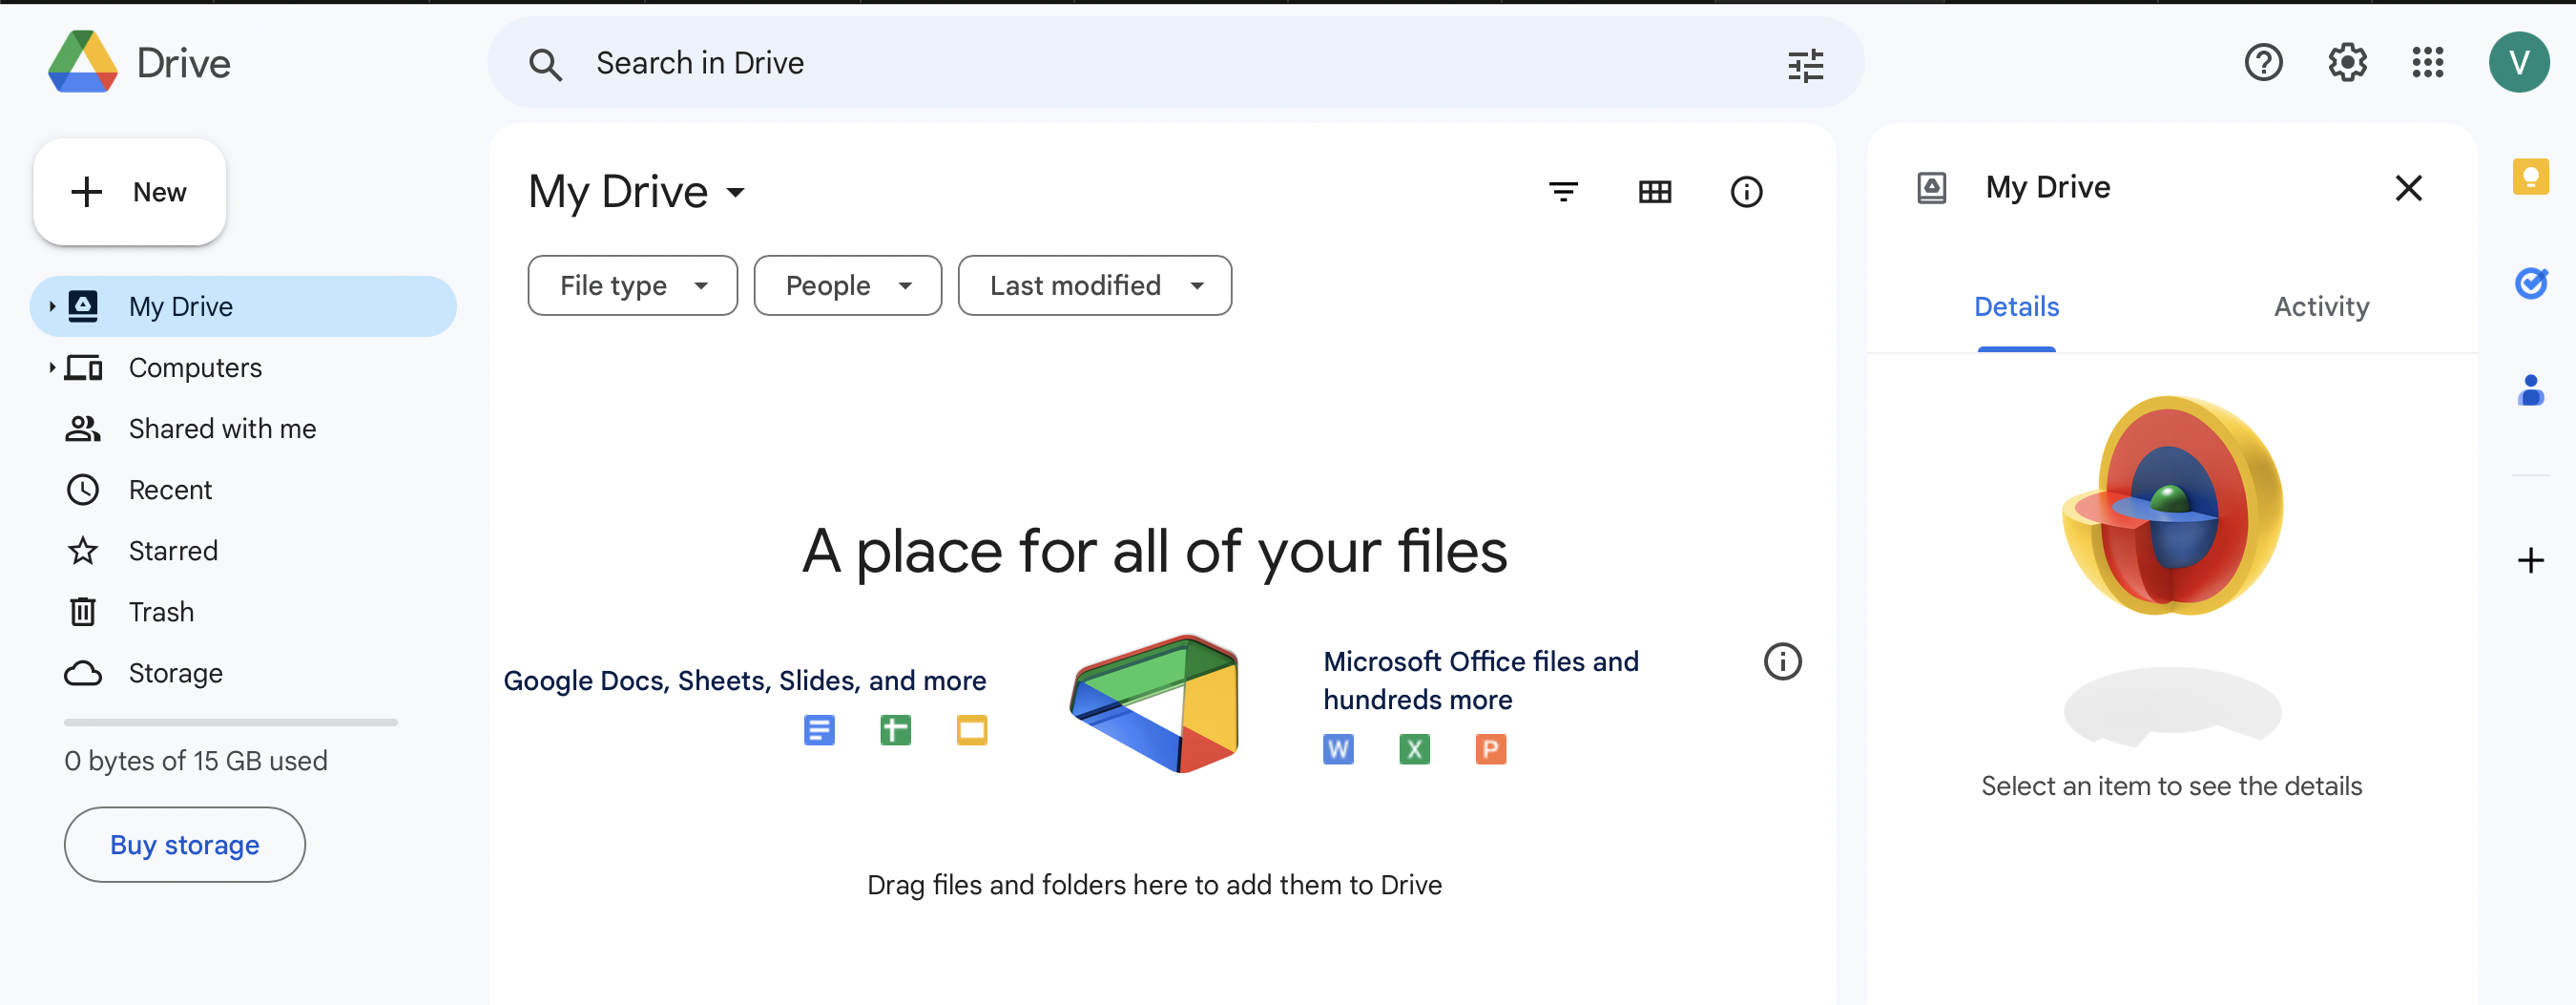 Drive
Search in Drive
V
New
My Drive
Computers
Shared with me
Recent
Starred
Trash
Storage
0 bytes of 15 GB used
Buy storage
My Drive
File type
People
Last modified
A place for all of your files
Google Docs, Sheets, Slides, and more
Microsoft Office files and
hundreds more
W X P
Drag files and folders here to add them to Drive
My Drive
Details
Activity
Select an item to see the details